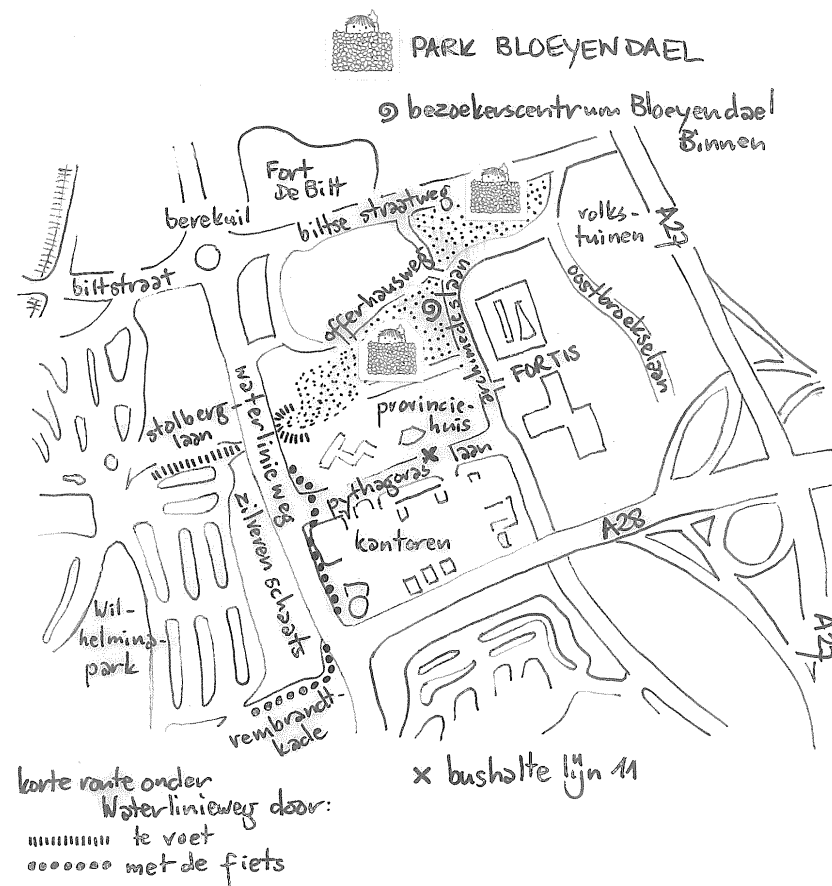 PARK BLOEYENDAEL
bezoekerscentrum Bloeyendael
Binnen
Fort
De Bilt
berekuil
biltse straatweg
volks-
tuinen
A27
biltstraat
offerhausweg
archimedeslaan
oostbroekselaan
FORTIS
waterlinieweg
provincie-
huis
stolberg-
laan
pythagoras laan
zilveren schaats
kantoren
A28
Wil-
helmina-
park
A27
rembrandt-
kade
korte route onder
Waterlinieweg door:
te voet
met de fiets
x bushalte lijn 11